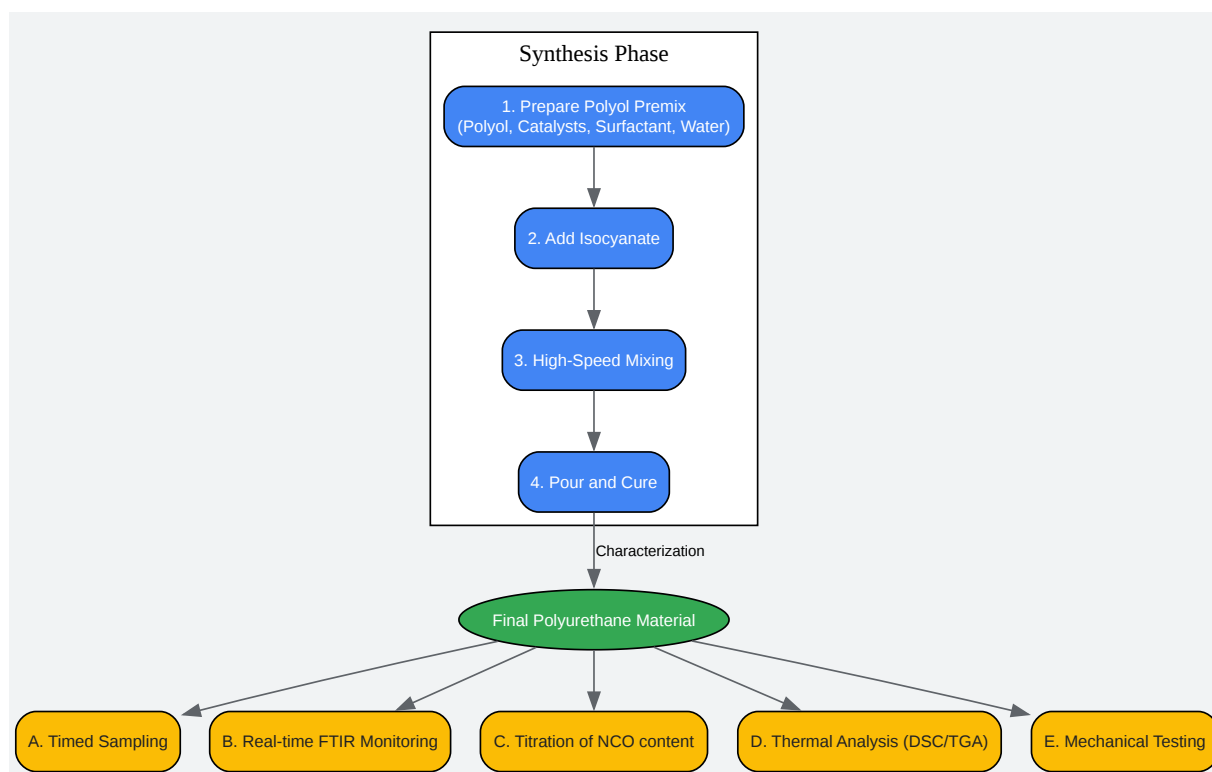 Synthesis Phase
1. Prepare Polyol Premix
(Polyol, Catalysts, Surfactant, Water)
2. Add Isocyanate
3. High-Speed Mixing
4. Pour and Cure
Characterization
Final Polyurethane Material
A. Timed Sampling
B. Real-time FTIR Monitoring
C. Titration of NCO content
D. Thermal Analysis (DSC/TGA)
E. Mechanical Testing